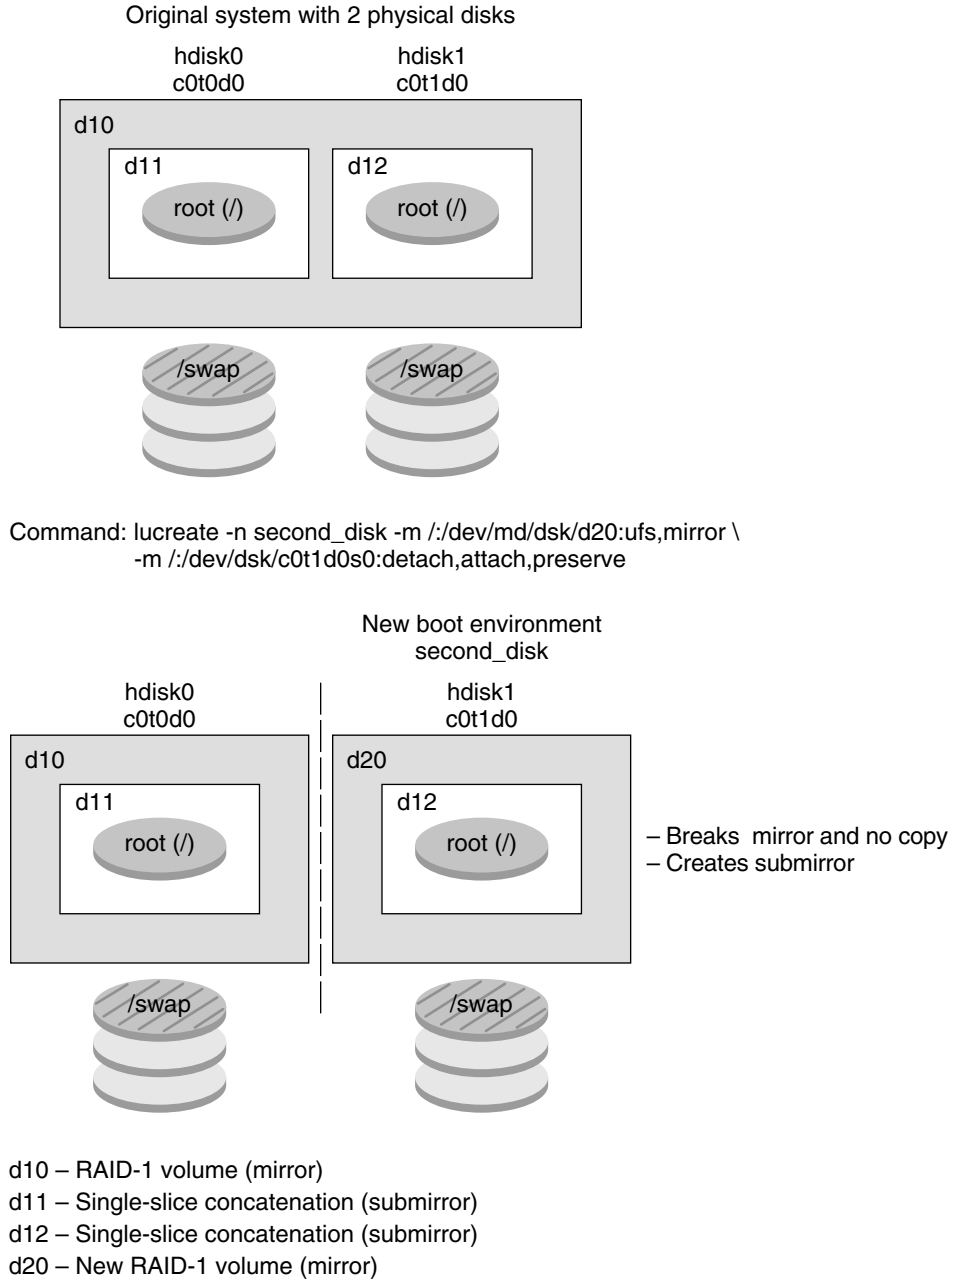 Original system with 2 physical disks
hdisk0
c0t0d0
hdisk1
c0t1d0
d10
d11
root (/)
d12
root (/)
/swap
/swap
Command: lucreate -n second_disk -m /:/dev/md/dsk/d20:ufs,mirror \
-m /:/dev/dsk/c0t1d0s0:detach,attach,preserve
New boot environment
second_disk
hdisk0
c0t0d0
hdisk1
c0t1d0
d10
d11
root (/)
d20
d12
root (/)
– Breaks mirror and no copy
– Creates submirror
/swap
/swap
d10 – RAID-1 volume (mirror)
d11 – Single-slice concatenation (submirror)
d12 – Single-slice concatenation (submirror)
d20 – New RAID-1 volume (mirror)